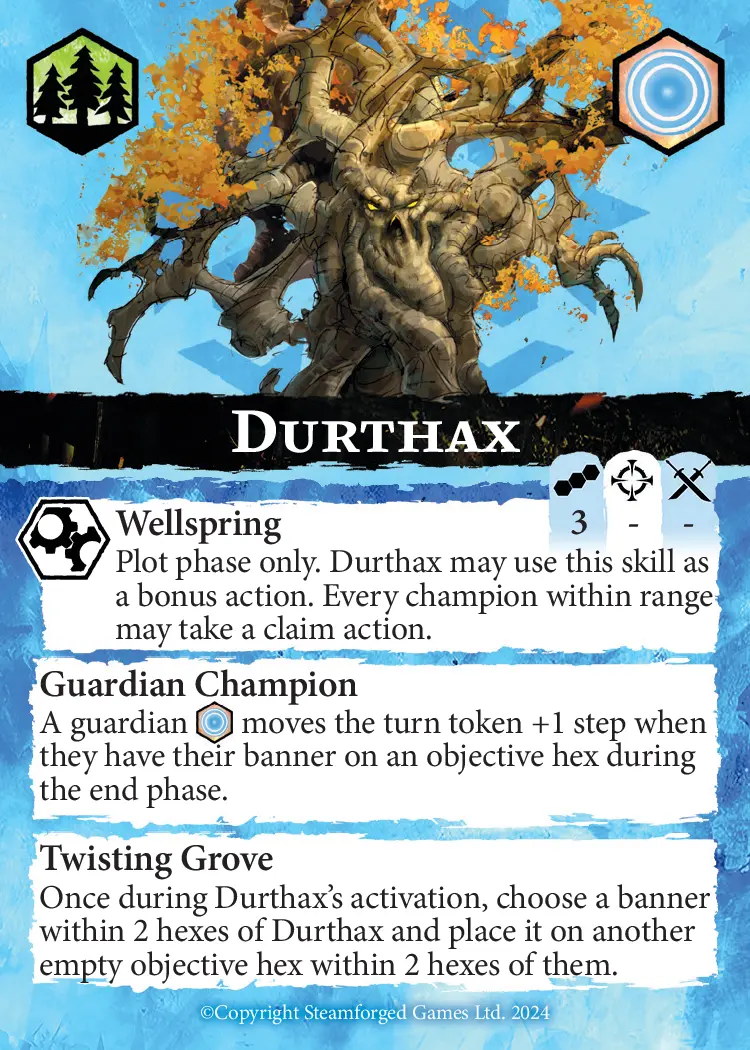 DURTHAX
3 - -
Wellspring
Plot phase only. Durthax may use this skill as
a bonus action. Every champion within range
may take a claim action.
Guardian Champion
A guardian moves the turn token +1 step when
they have their banner on an objective hex during
the end phase.
Twisting Grove
Once during Durthax’s activation, choose a banner
within 2 hexes of Durthax and place it on another
empty objective hex within 2 hexes of them.
©Copyright Steamforged Games Ltd. 2024